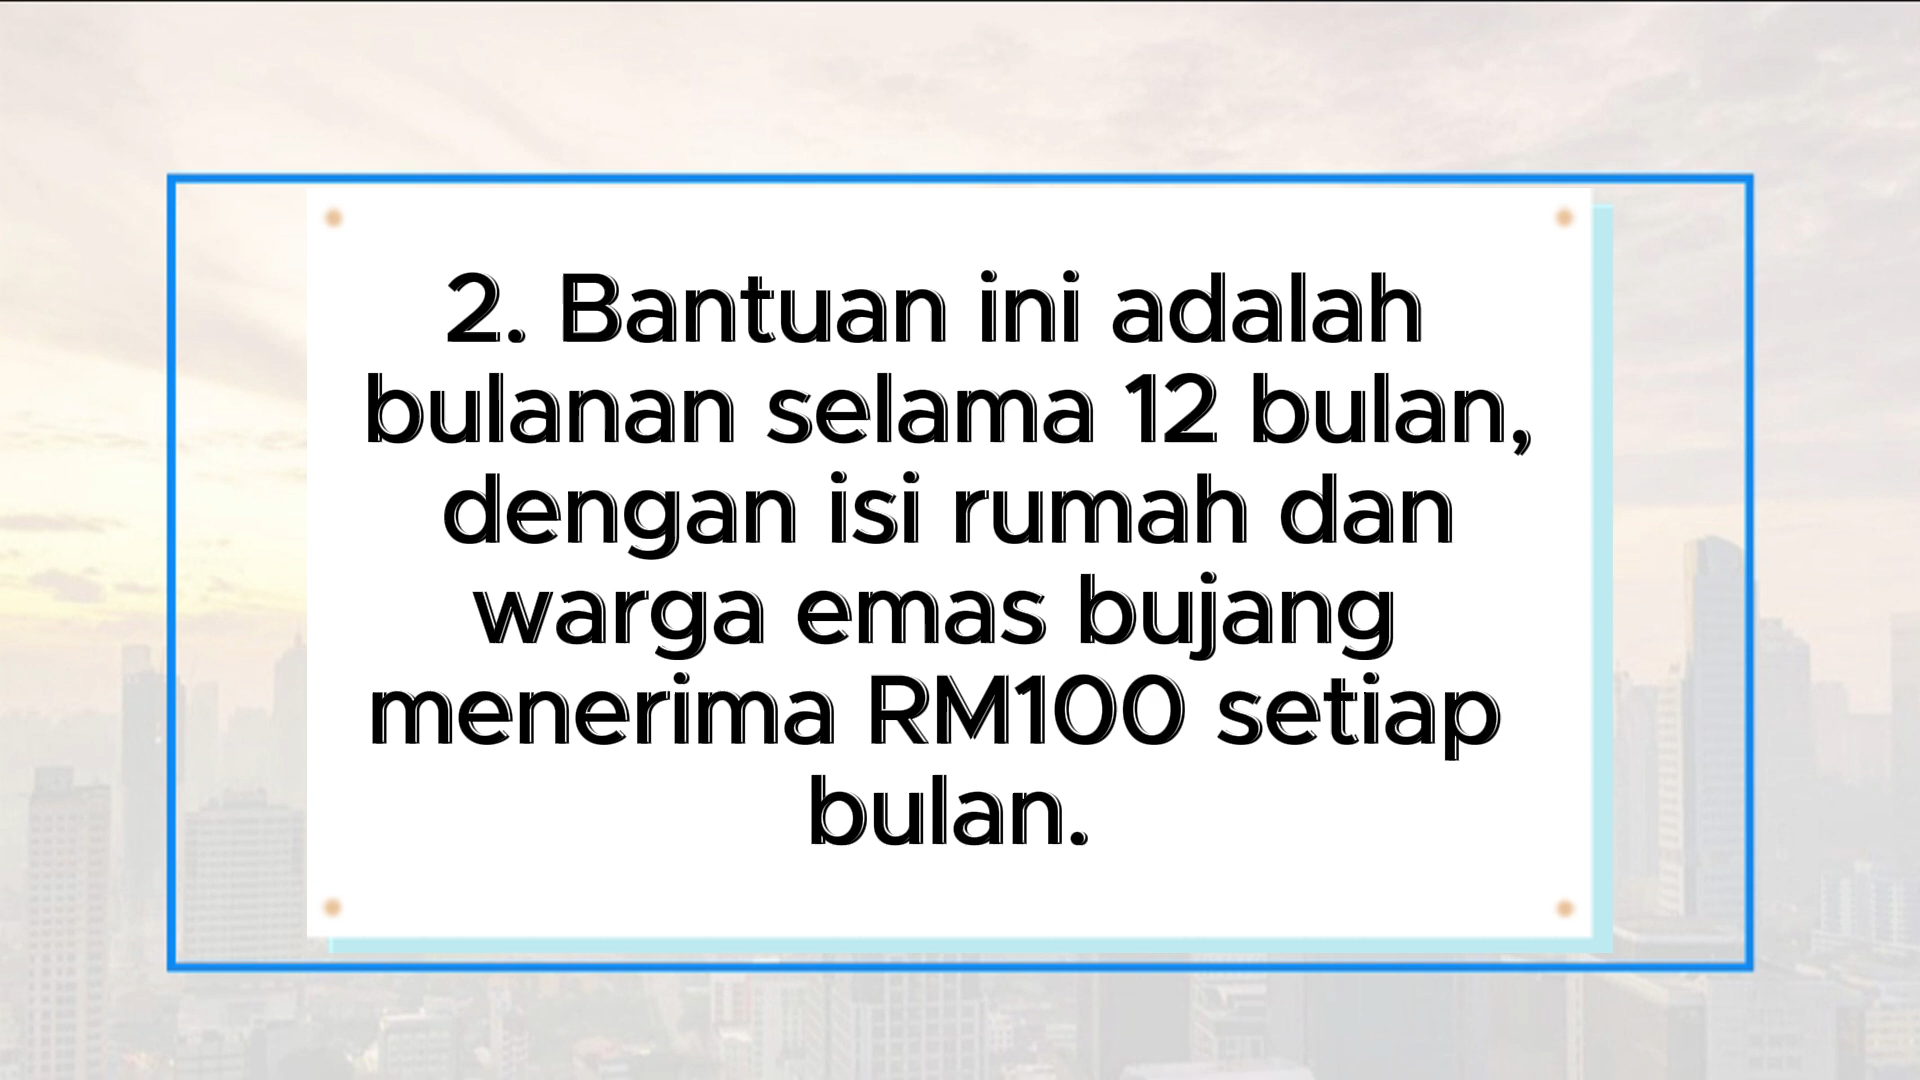 2. Bantuan ini adalah
bulanan selama 12 bulan,
dengan isi rumah dan
warga emas bujang
menerima RM100 setiap
bulan.